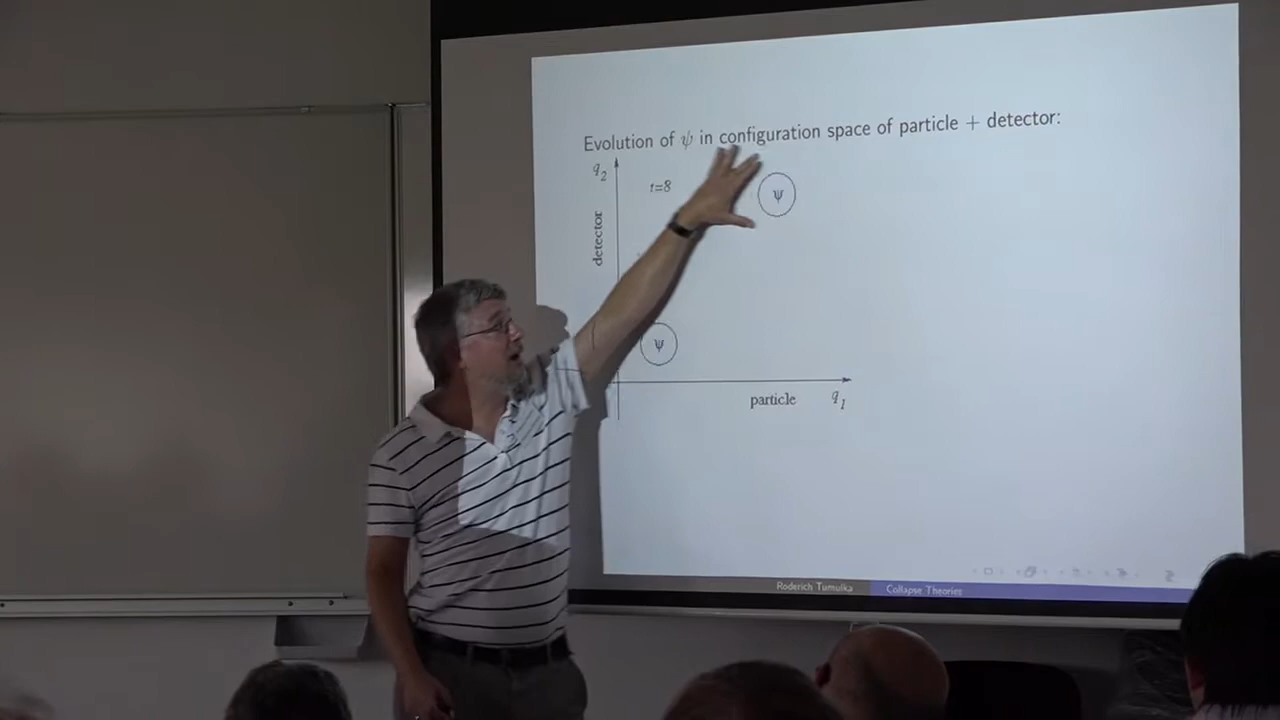 Evolution of ψ in configuration space of particle + detector:
q₂
t=8
ψ
detector
ψ
particle
q₁
Roderich Tumulka
Collapse Theories